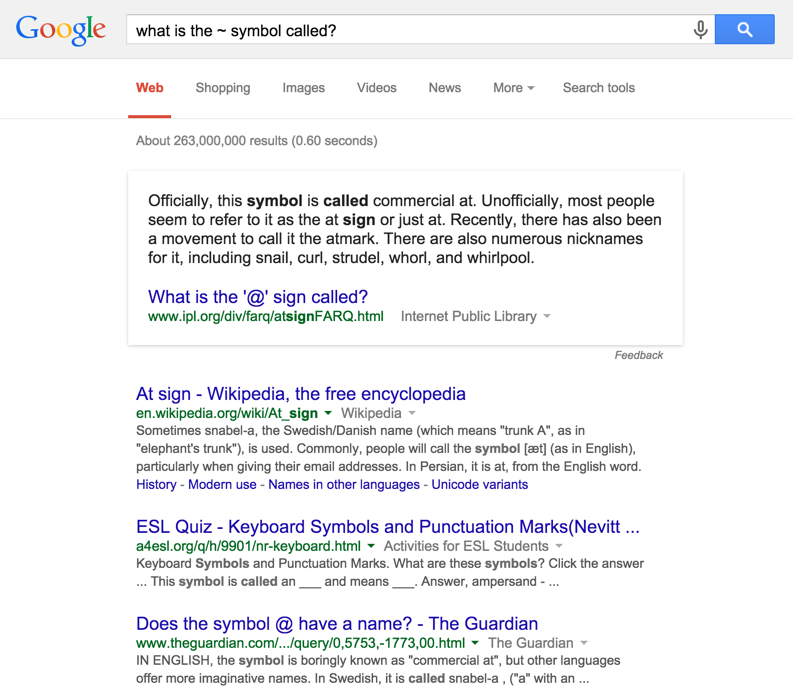 Google
what is the ~ symbol called?
Web Shopping Images Videos News More Search tools
About 263,000,000 results (0.60 seconds)
Officially, this symbol is called commercial at. Unofficially, most people
seem to refer to it as the at sign or just at. Recently, there has also been
a movement to call it the atmark. There are also numerous nicknames
for it, including snail, curl, strudel, whorl, and whirlpool.
What is the '@' sign called?
www.ipl.org/div/farq/atsignFARQ.html Internet Public Library
Feedback
At sign - Wikipedia, the free encyclopedia
en.wikipedia.org/wiki/At_sign Wikipedia
Sometimes snabel-a, the Swedish/Danish name (which means "trunk A", as in
"elephant's trunk"), is used. Commonly, people will call the symbol [æt] (as in English),
particularly when giving their email addresses. In Persian, it is at, from the English word.
History - Modern use - Names in other languages - Unicode variants
ESL Quiz - Keyboard Symbols and Punctuation Marks(Nevitt ...
a4esl.org/q/h/9901/nr-keyboard.html Activities for ESL Students
Keyboard Symbols and Punctuation Marks. What are these symbols? Click the answer
... This symbol is called an ___ and means ___. Answer, ampersand - ...
Does the symbol @ have a name? - The Guardian
www.theguardian.com/.../query/0,5753,-1773,00.html The Guardian
IN ENGLISH, the symbol is boringly known as "commercial at", but other languages
offer more imaginative names. In Swedish, it is called snabel-a , ("a" with an ...